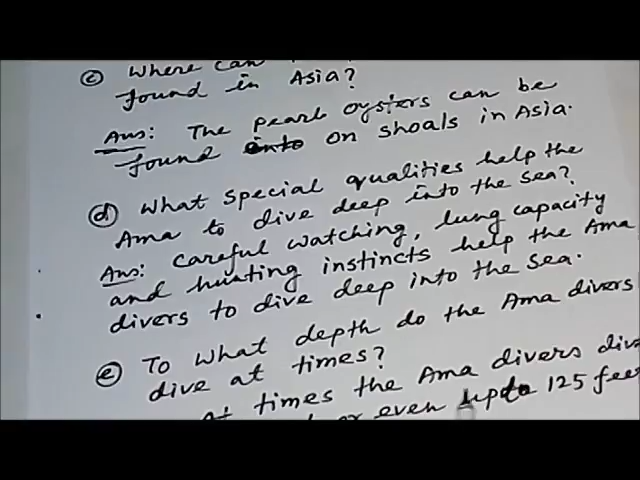 (c) Where can
found in Asia?
Ans: The pearl oysters can be
found into on shoals in Asia.
(d) What special qualities help the
Ama to dive deep into the sea?
Ans: Careful watching, lung capacity
and hunting instincts help the Ama
divers to dive deep into the sea.
(e) To what depth do the Ama divers
dive at times?
At times the Ama divers
or even upto 125 feet